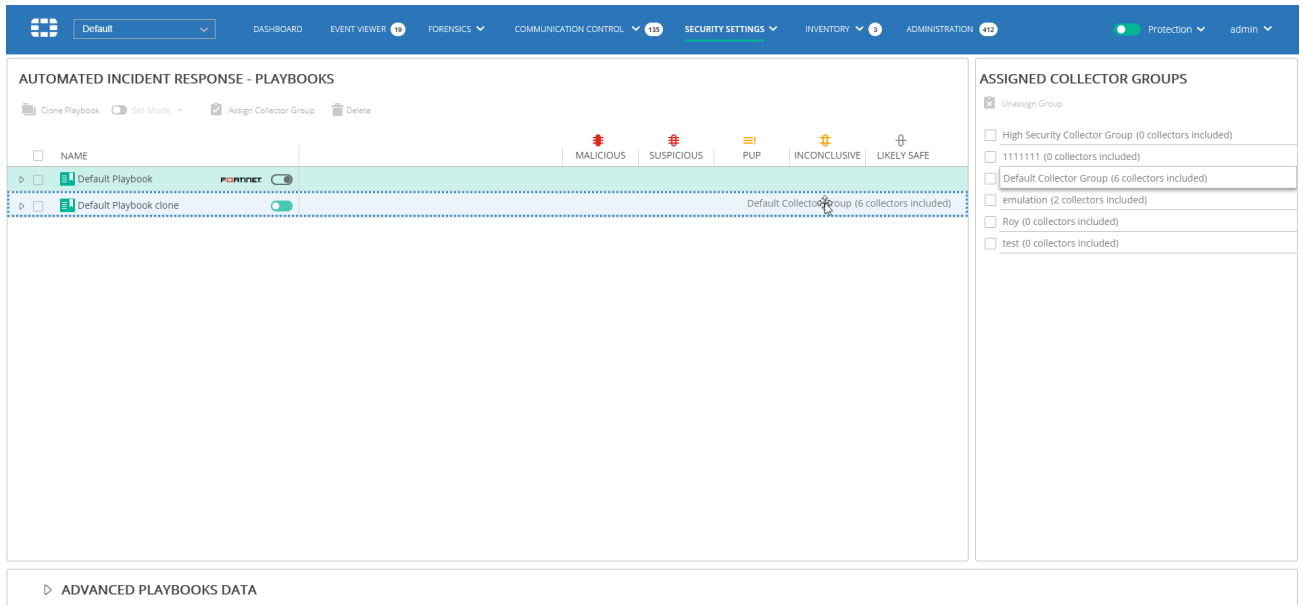 Default
DASHBOARD
EVENT VIEWER 19
FORENSICS
COMMUNICATION CONTROL 135
SECURITY SETTINGS
INVENTORY 3
ADMINISTRATION 412
Protection
admin
AUTOMATED INCIDENT RESPONSE - PLAYBOOKS
Clone Playbook
Set Mode
Assign Collector Group
Delete
NAME
MALICIOUS
SUSPICIOUS
PUP
INCONCLUSIVE
LIKELY SAFE
Default Playbook
FORTINET
Default Playbook clone
Default Collector Group (6 collectors included)
ASSIGNED COLLECTOR GROUPS
Unassign Group
High Security Collector Group (0 collectors included)
1111111 (0 collectors included)
Default Collector Group (6 collectors included)
emulation (2 collectors included)
Roy (0 collectors included)
test (0 collectors included)
ADVANCED PLAYBOOKS DATA